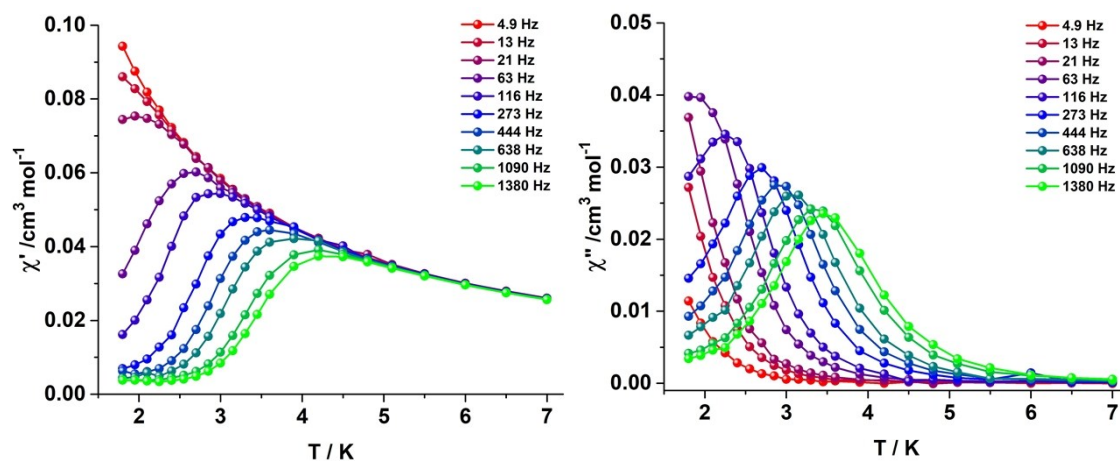 0.10
0.08
0.06
0.04
0.02
0.00
χ' /cm³ mol⁻¹
2
3
4
5
6
7
T / K
4.9 Hz
13 Hz
21 Hz
63 Hz
116 Hz
273 Hz
444 Hz
638 Hz
1090 Hz
1380 Hz
0.05
0.04
0.03
0.02
0.01
0.00
χ" /cm³ mol⁻¹
2
3
4
5
6
7
T / K
4.9 Hz
13 Hz
21 Hz
63 Hz
116 Hz
273 Hz
444 Hz
638 Hz
1090 Hz
1380 Hz